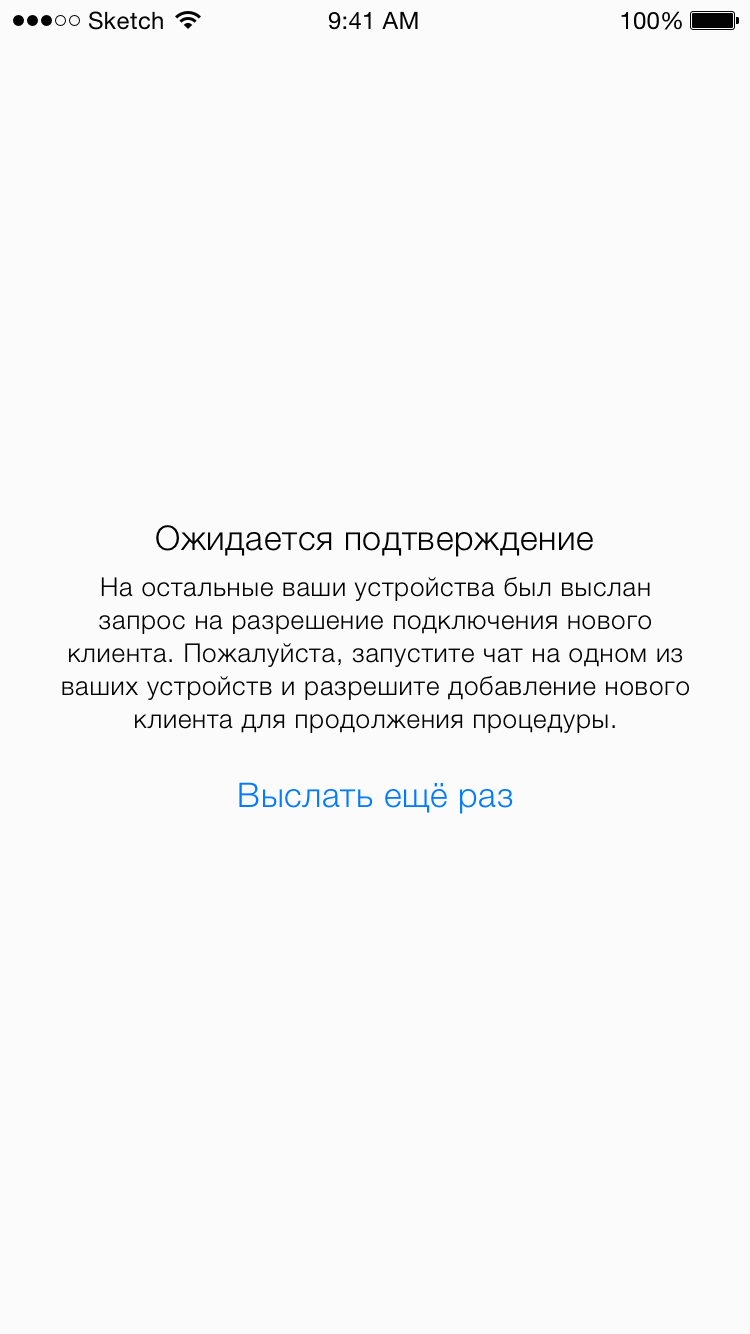 Sketch 9:41 AM 100%
Ожидается подтверждение
На остальные ваши устройства был выслан
запрос на разрешение подключения нового
клиента. Пожалуйста, запустите чат на одном из
ваших устройств и разрешите добавление нового
клиента для продолжения процедуры.
Выслать ещё раз